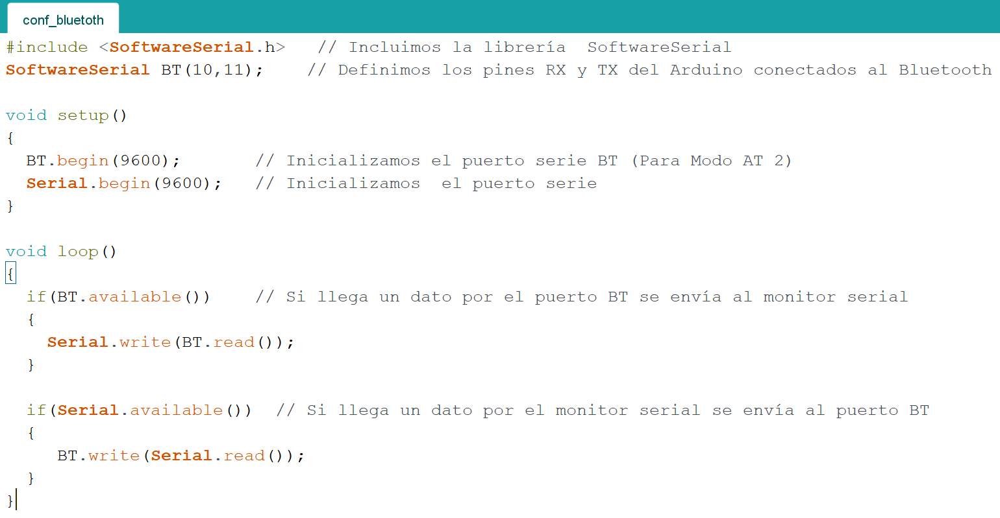 conf_bluetoth
#include <SoftwareSerial.h>   // Incluimos la librería  SoftwareSerial
SoftwareSerial BT(10,11);    // Definimos los pines RX y TX del Arduino conectados al Bluetooth
void setup()
{
  BT.begin(9600);       // Inicializamos el puerto serie BT (Para Modo AT 2)
  Serial.begin(9600);   // Inicializamos  el puerto serie
}
void loop()
{
  if(BT.available())    // Si llega un dato por el puerto BT se envía al monitor serial
  {
    Serial.write(BT.read());
  }
  if(Serial.available())  // Si llega un dato por el monitor serial se envía al puerto BT
  {
     BT.write(Serial.read());
  }
}